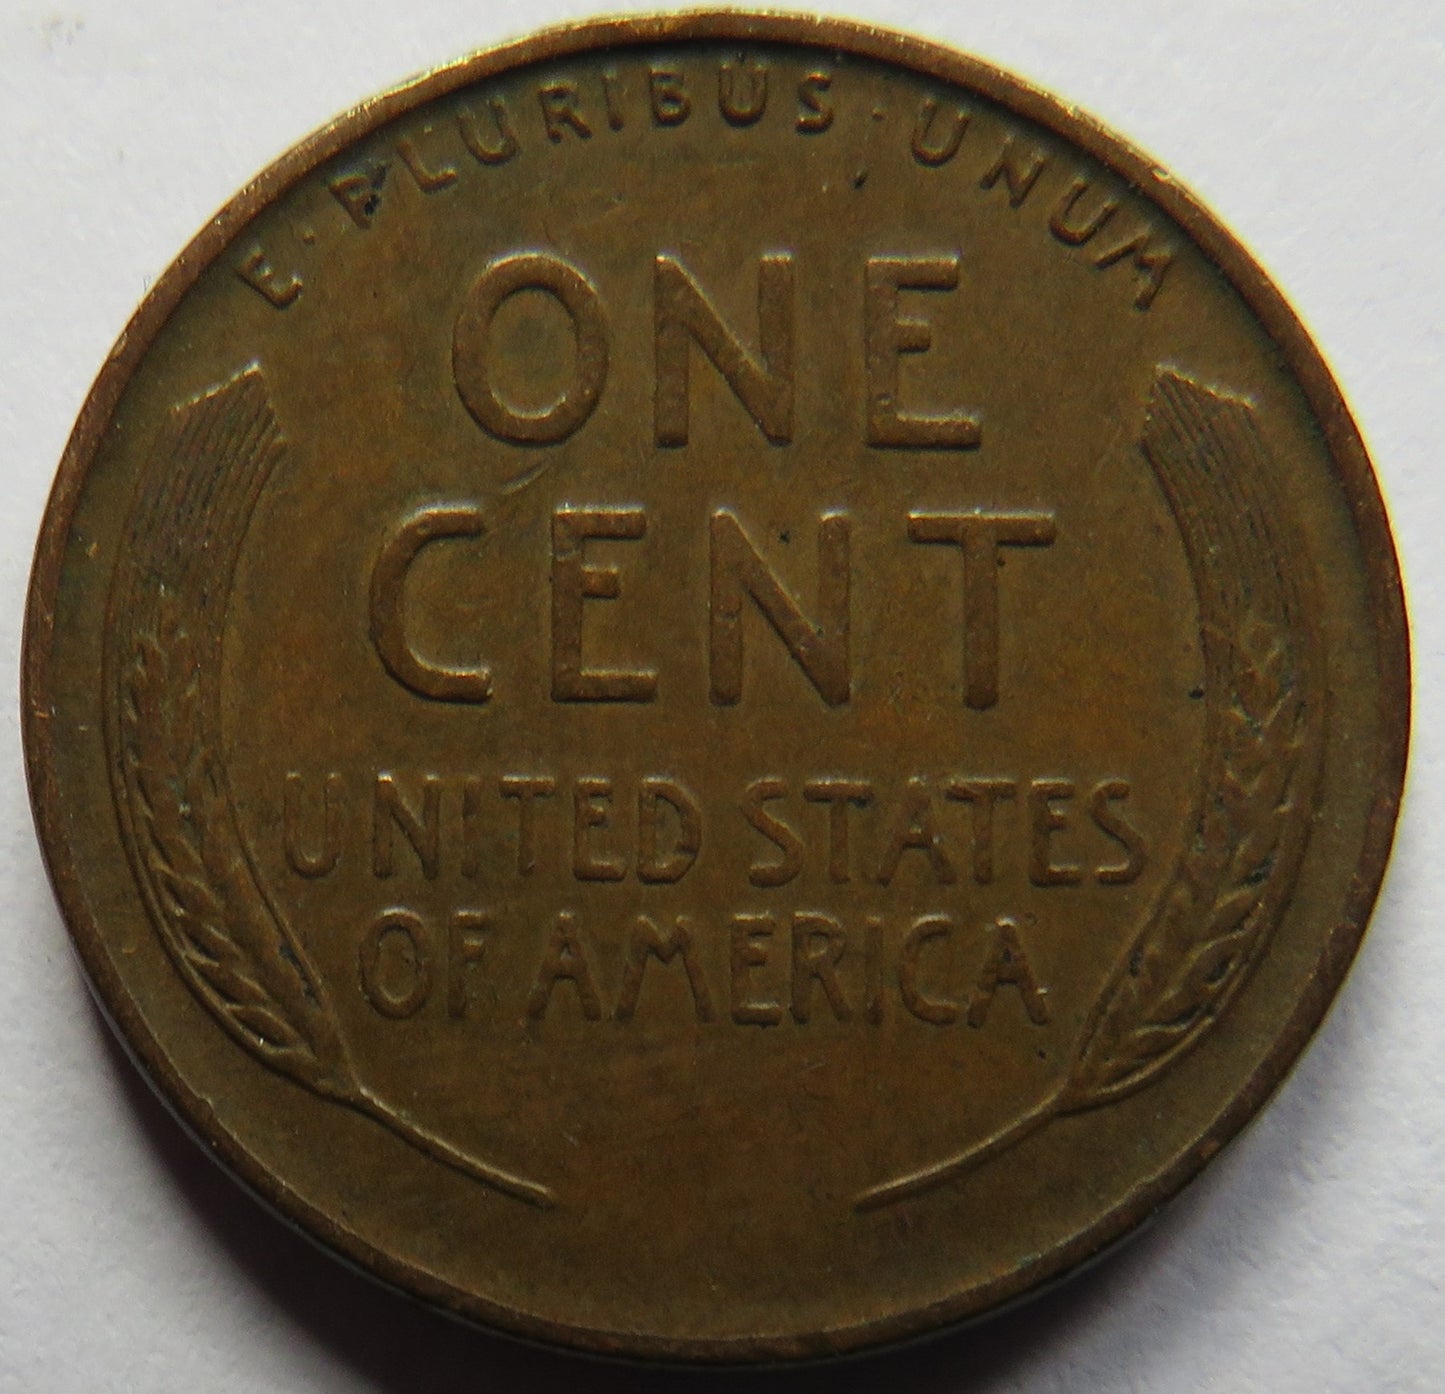 E · PLURIBUS · UNUM
ONE
CENT
UNITED STATES
OF AMERICA